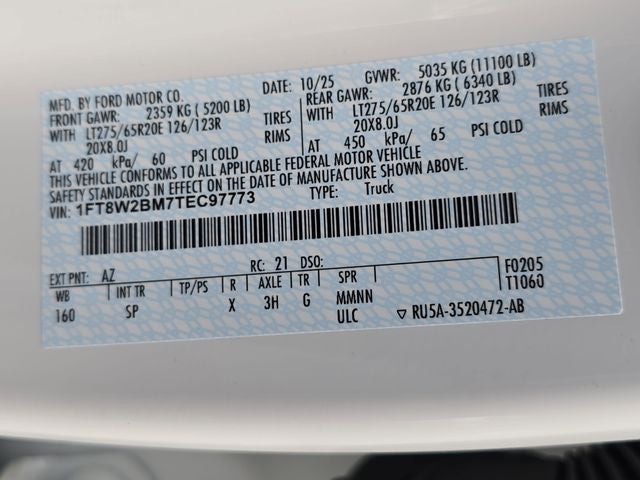 MFD. BY FORD MOTOR CO. DATE: 10/25 GVWR: 5035 KG (11100 LB)
FRONT GAWR: 2359 KG (5200 LB) REAR GAWR: 2876 KG (6340 LB)
WITH LT275/65R20E 126/123R TIRES WITH LT275/65R20E 126/123R TIRES
20X8.0J RIMS 20X8.0J RIMS
AT 420 kPa/ 60 PSI COLD AT 450 kPa/ 65 PSI COLD
THIS VEHICLE CONFORMS TO ALL APPLICABLE FEDERAL MOTOR VEHICLE
SAFETY STANDARDS IN EFFECT ON THE DATE OF MANUFACTURE SHOWN ABOVE.
VIN: 1FT8W2BM7TEC97773 TYPE: Truck
EXT PNT: AZ RC: 21 DSO: F0205
WB INT TR TP/PS R AXLE TR SPR T1060
160 SP X 3H G MMNN
ULC ▽ RU5A-3520472-AB